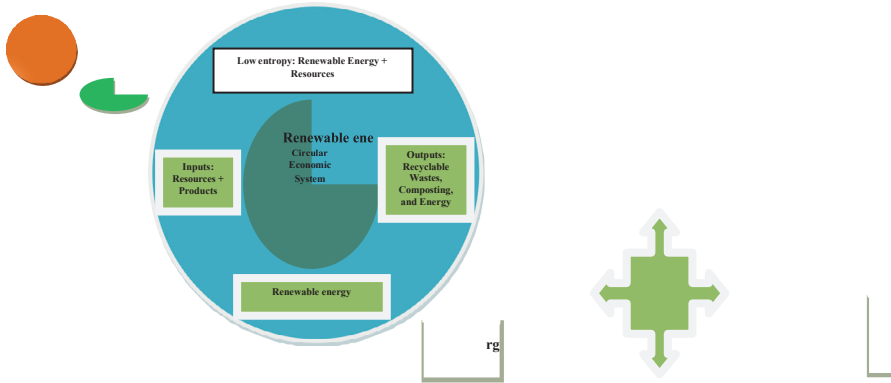 Low entropy: Renewable Energy +
Resources
Renewable ene
Circular
Economic
System
Inputs:
Resources +
Products
Outputs:
Recyclable
Wastes,
Composting,
and Energy
Renewable energy
rg